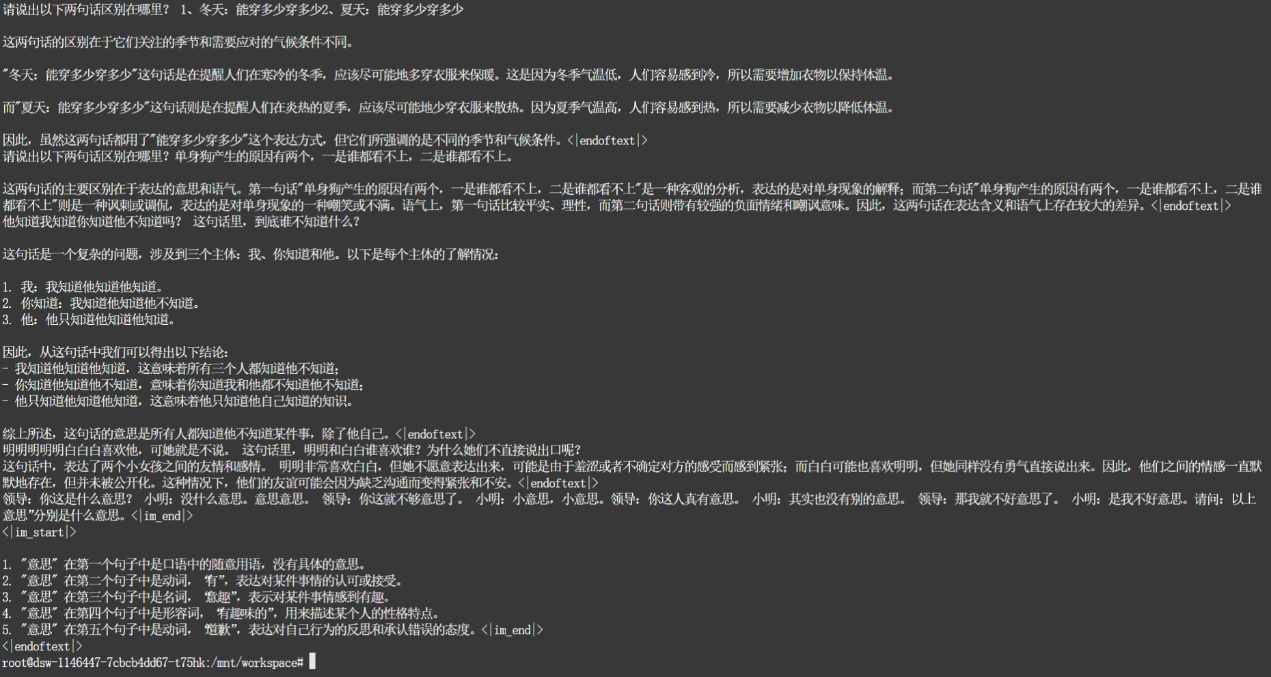 请说出以下两句话区别在哪里? 1、冬天:能穿多少穿多少2、夏天:能穿多少穿多少
这两句话的区别在于它们关注的季节和需要应对的气候条件不同。
"冬天:能穿多少穿多少"这句话是在提醒人们在寒冷的冬季,应该尽可能地多穿衣服来保暖。这是因为冬季气温低,人们容易感到冷,所以需要增加衣物以保持体温。
而"夏天:能穿多少穿多少"这句话则是在提醒人们在炎热的夏季,应该尽可能地少穿衣服来散热。因为夏季气温高,人们容易感到热,所以需要减少衣物以降低体温。
因此,虽然这两句话都用了"能穿多少穿多少"这个表达方式,但它们所强调的是不同的季节和气候条件。<|endoftext|>
请说出以下两句话区别在哪里?单身狗产生的原因有两个,一是谁都看不上,二是谁都看不上。
这两句话的主要区别在于表达的意思和语气。第一句话"单身狗产生的原因有两个,一是谁都看不上,二是谁都看不上"是一种客观的分析,表达的是对单身现象的解释;而第二句话"单身狗产生的原因有两个,一是谁都看不上,二是谁
都看不上"则是一种讽刺或调侃,表达的是对单身现象的一种嘲笑或不满。语气上,第一句话比较平实、理性,而第二句话则带有较强的负面情绪和嘲讽意味。因此,这两句话在表达含义和语气上存在较大的差异。<|endoftext|>
他知道我知道你知道他不知道吗? 这句话里,到底谁不知道什么?
这句话是一个复杂的问题,涉及到三个主体:我、你知道和他。以下是每个主体的了解情况:
1. 我:我知道他知道他知道。
2. 你知道:我知道他知道他不知道。
3. 他:他只知道他知道他知道。
因此,从这句话中我们可以得出以下结论:
- 我知道他知道他知道,这意味着所有三个人都知道他不知道;
- 你知道他知道他不知道,意味着你知道我和他都不知道他不知道;
- 他只知道他知道他知道,这意味着他只知道他自己知道的知识。
综上所述,这句话的意思是所有人都知道他不知道某件事,除了他自己。<|endoftext|>
明明明明明白白白喜欢他,可她就是不说。 这句话里,明明和白白谁喜欢谁?为什么她们不直接说出口呢?
这句话中,表达了两个小女孩之间的友情和感情。 明明非常喜欢白白,但她不愿意表达出来,可能是由于羞涩或者不确定对方的感受而感到紧张;而白白可能也喜欢明明,但她同样没有勇气直接说出来。因此,他们之间的情感一直默
默地存在,但并未被公开化。这种情况下,他们的友谊可能会因为缺乏沟通而变得紧张和不安。<|endoftext|>
领导:你这是什么意思? 小明:没什么意思。意思意思。 领导:你这就不够意思了。 小明:小意思,小意思。领导:你这人真有意思。 小明:其实也没有别的意思。 领导:那我就不好意思了。 小明:是我不好意思。请问:以上
意思"分别是什么意思。<|im_end|>
<|im_start|>
1. "意思" 在第一个句子中是口语中的随意用语,没有具体的意思。
2. "意思" 在第二个句子中是动词,“有”,表达对某件事情的认可或接受。
3. "意思" 在第三个句子中是名词,“意趣”,表示对某件事情感到有趣。
4. "意思" 在第四个句子中是形容词,“有趣味的”,用来描述某个人的性格特点。
5. "意思" 在第五个句子中是动词,“道歉”,表达对自己行为的反思和承认错误的态度。<|im_end|>
<|endoftext|>
root@dsw-1146447-7cbcb4dd67-t75hk:/mnt/workspace#